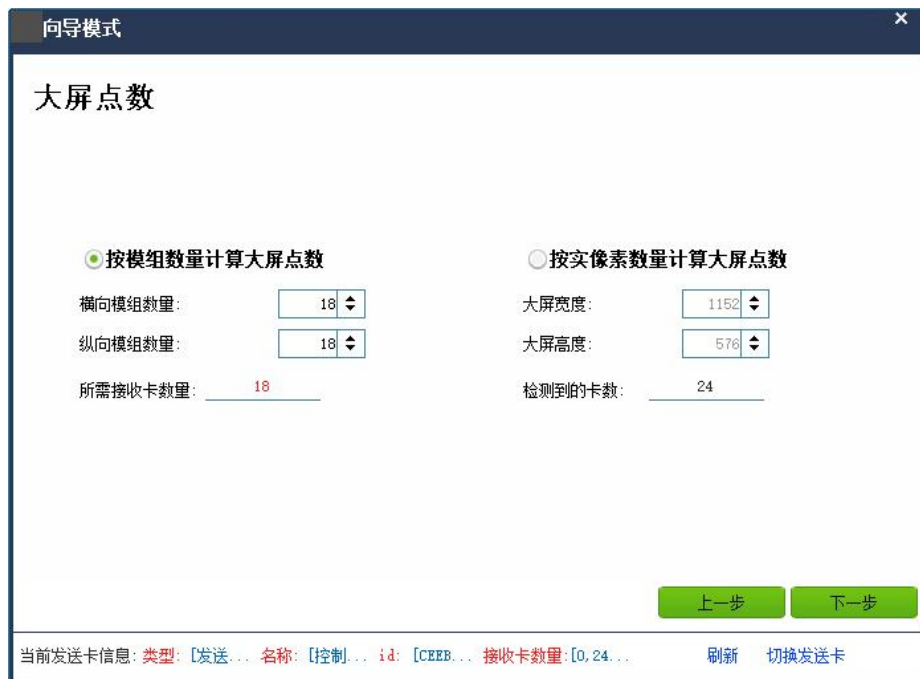 向导模式
大屏点数
按模组数量计算大屏点数
横向模组数量: 18
纵向模组数量: 18
所需接收卡数量: 18
按实像素数量计算大屏点数
大屏宽度: 1152
大屏高度: 576
检测到的卡数: 24
上一步 下一步
当前发送卡信息: 类型: [发送... 名称: [控制]... id: [CEEB... 接收卡数量:[0,24... 刷新 切换发送卡